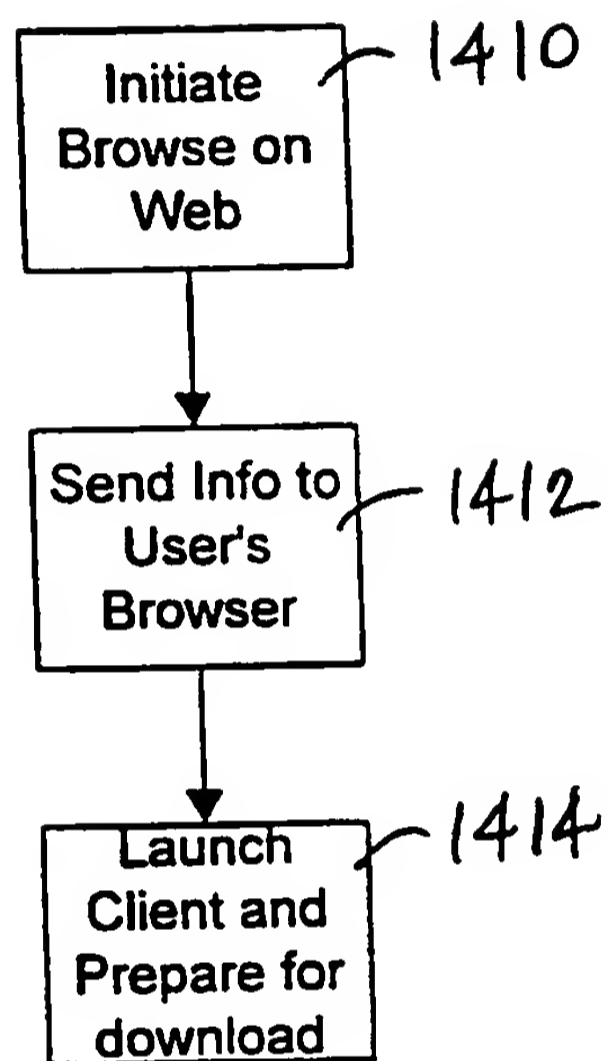 Initiate
Browse on
Web
1410
Send Info to
User's
Browser
1412
Launch
Client and
Prepare for
download
1414